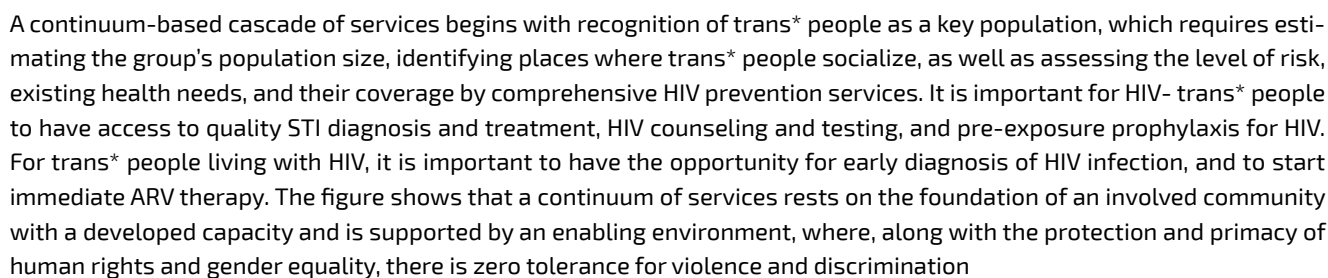 A continuum-based cascade of services begins with recognition of trans* people as a key population, which requires esti-
mating the group's population size, identifying places where trans* people socialize, as well as assessing the level of risk,
existing health needs, and their coverage by comprehensive HIV prevention services. It is important for HIV- trans* people
to have access to quality STI diagnosis and treatment, HIV counseling and testing, and pre-exposure prophylaxis for HIV.
For trans* people living with HIV, it is important to have the opportunity for early diagnosis of HIV infection, and to start
immediate ARV therapy. The figure shows that a continuum of services rests on the foundation of an involved community
with a developed capacity and is supported by an enabling environment, where, along with the protection and primacy of
human rights and gender equality, there is zero tolerance for violence and discrimination